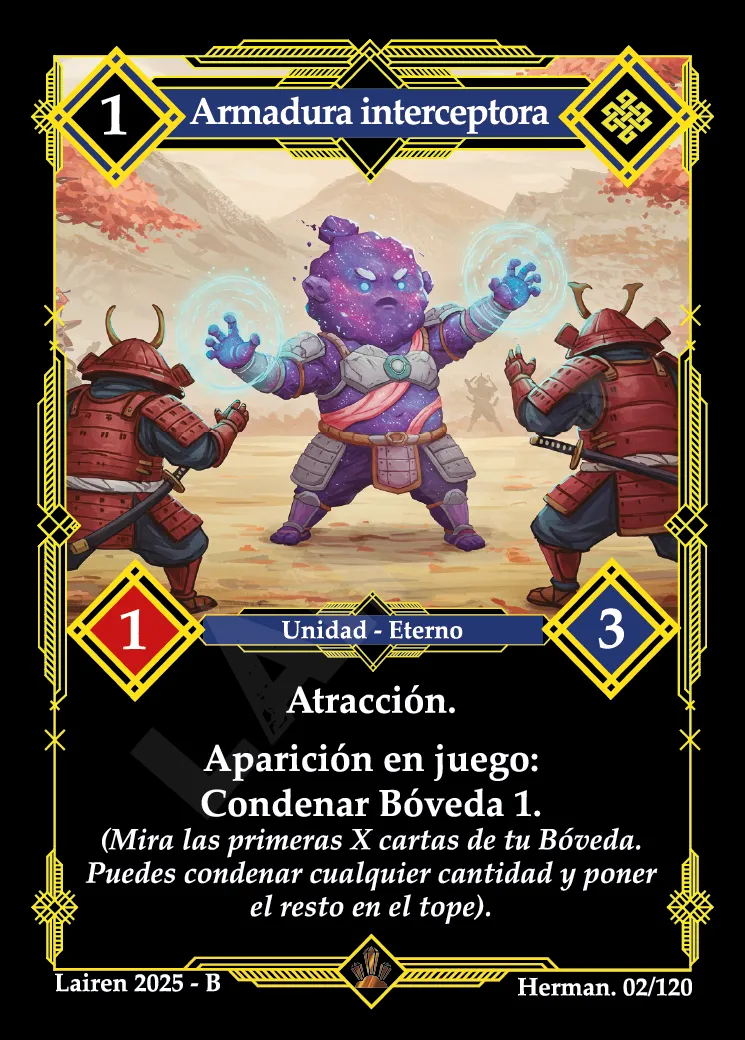 1
Armadura interceptora
1
Unidad - Eterno
3
Atracción.
Aparición en juego:
Condenar Bóveda 1.
(Mira las primeras X cartas de tu Bóveda.
Puedes condenar cualquier cantidad y poner
el resto en el tope).
Lairen 2025 - B
Herman. 02/120